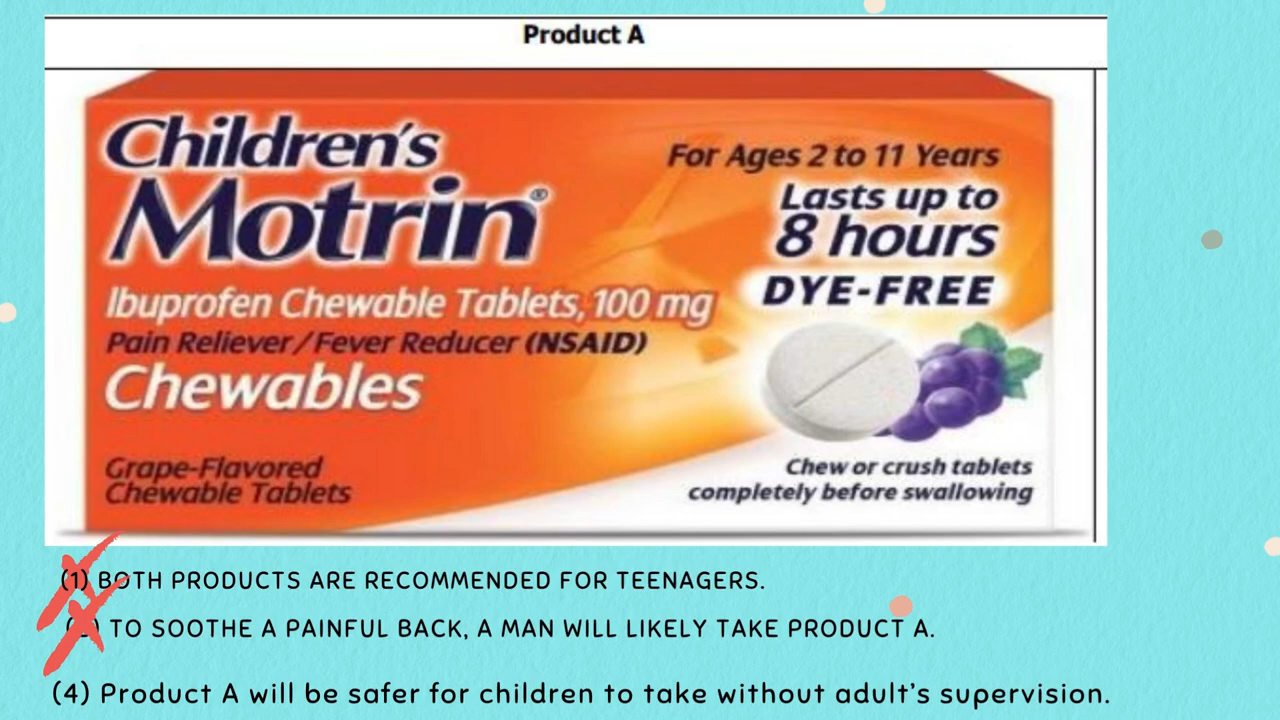 Product A
Children's
Motrin®
Ibuprofen Chewable Tablets, 100 mg
Pain Reliever/Fever Reducer (NSAID)
Chewables
Grape-Flavored
Chewable Tablets
For Ages 2 to 11 Years
Lasts up to
8 hours
DYE-FREE
Chew or crush tablets
completely before swallowing
(1) BOTH PRODUCTS ARE RECOMMENDED FOR TEENAGERS.
TO SOOTHE A PAINFUL BACK, A MAN WILL LIKELY TAKE PRODUCT A.
(4) Product A will be safer for children to take without adult's supervision.